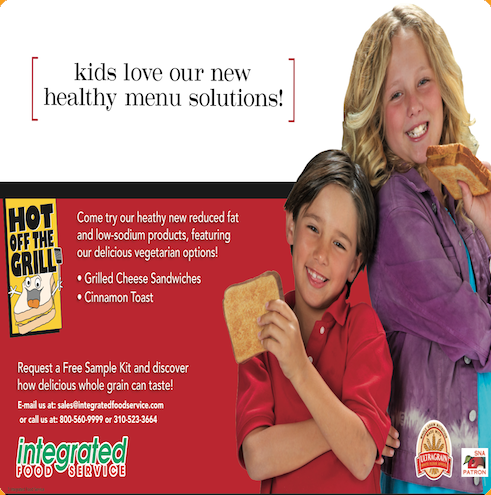 kids love our new
healthy menu solutions!
HOT
OFF THE
GRILL
Come try our heathy new reduced fat
and low-sodium products, featuring
our delicious vegetarian options!
• Grilled Cheese Sandwiches
• Cinnamon Toast
Request a Free Sample Kit and discover
how delicious whole grain can taste!
E-mail us at: sales@integratedfoodservice.com
or call us at: 800-560-9999 or 310-523-3664
integrated
FOOD SERVICE
ULTRAGRAIN
SNA
PATRON